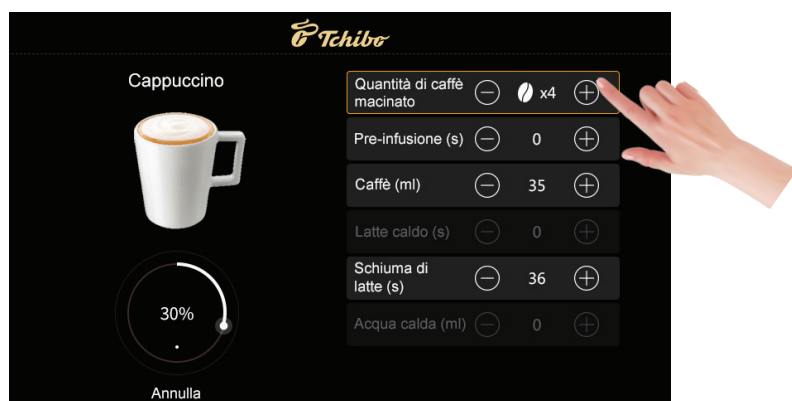 Tchibo
Cappuccino
Quantità di caffè
macinato
x4
Pre-infusione (s)
0
Caffè (ml)
35
Latte caldo (s)
0
Schiuma di
latte (s)
36
Acqua calda (ml)
0
30%
Annulla